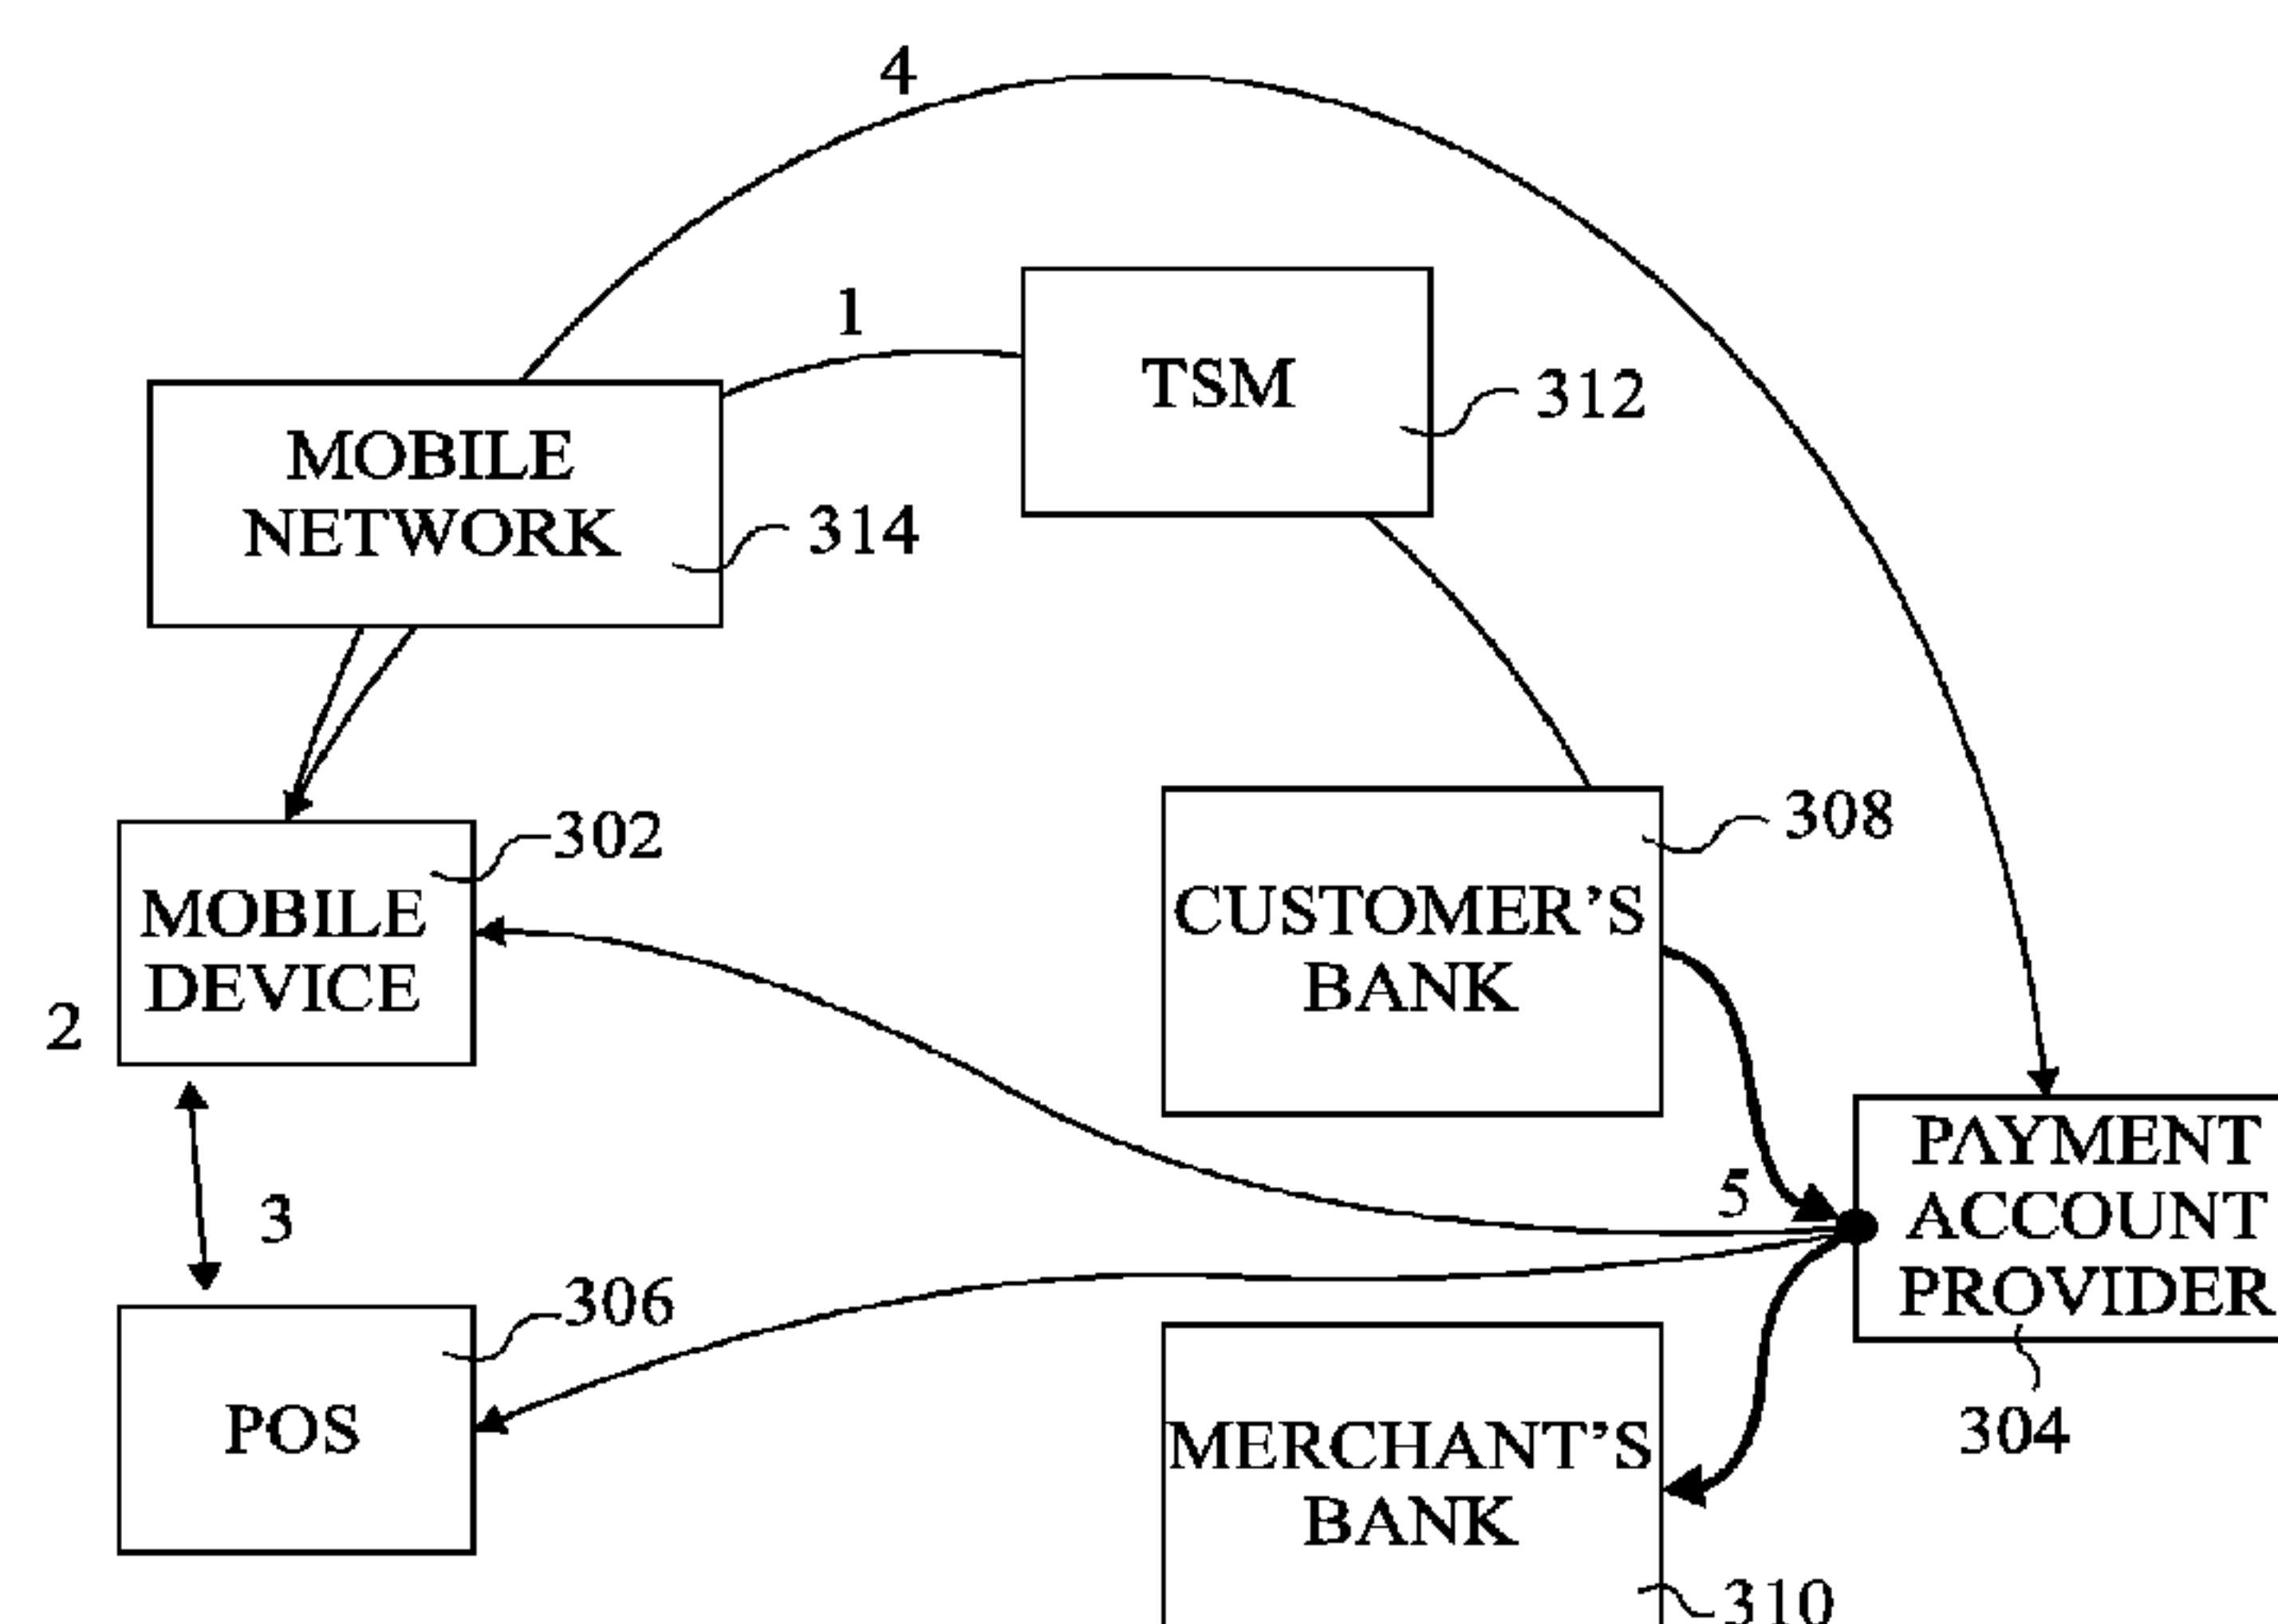 4
1
TSM
312
MOBILE
NETWORK
314
302
MOBILE
DEVICE
2
308
CUSTOMER’S
BANK
3
5
PAYMENT
ACCOUNT
PROVIDER
304
306
POS
MERCHANT’S
BANK
310